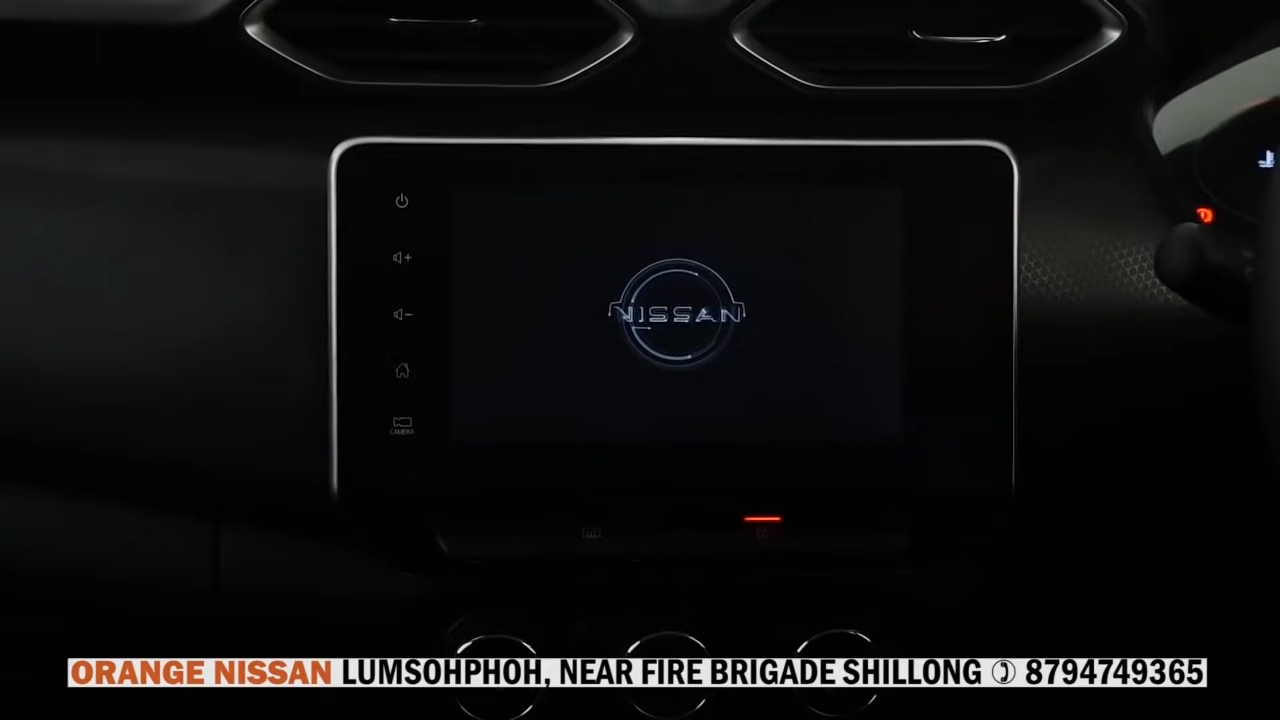 NISSAN
CAMERA
ORANGE NISSAN LUMSOHPHOH, NEAR FIRE BRIGADE SHILLONG ✆ 8794749365